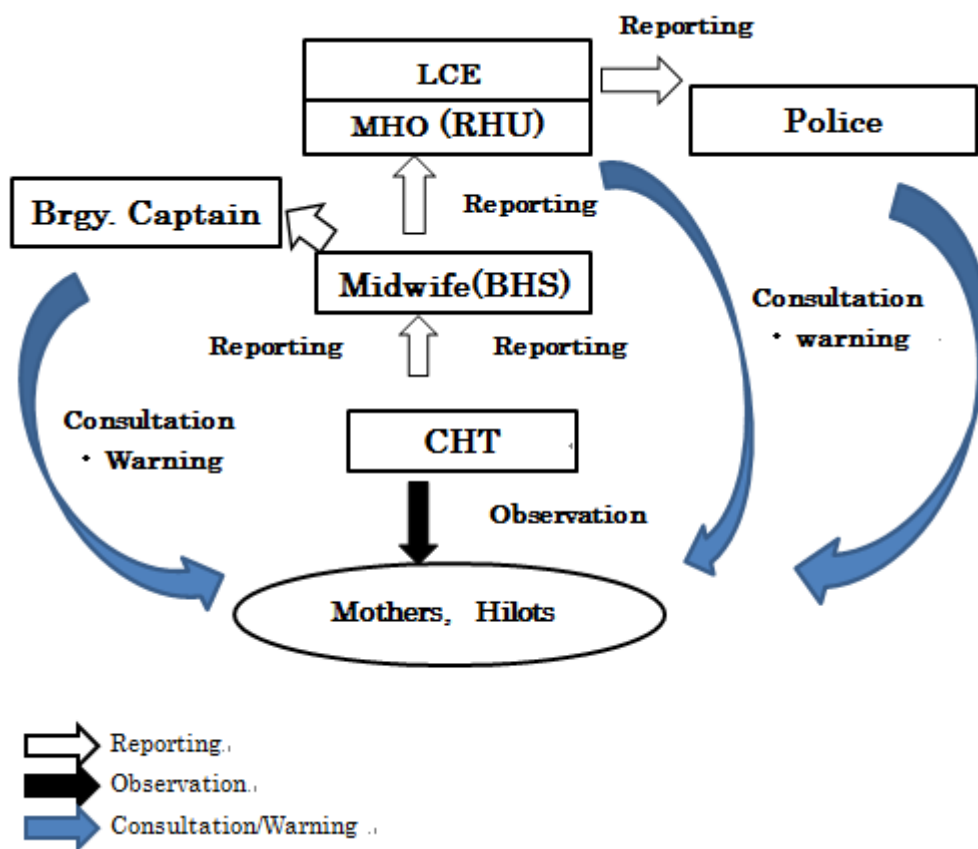 Reporting
LCE
MHO (RHU)
Police
Brgy. Captain
Reporting
Midwife(BHS)
Consultation
・ warning
Reporting
Reporting
Consultation
・ Warning
CHT
Observation
Mothers, Hilots
Reporting
Observation
Consultation/Warning